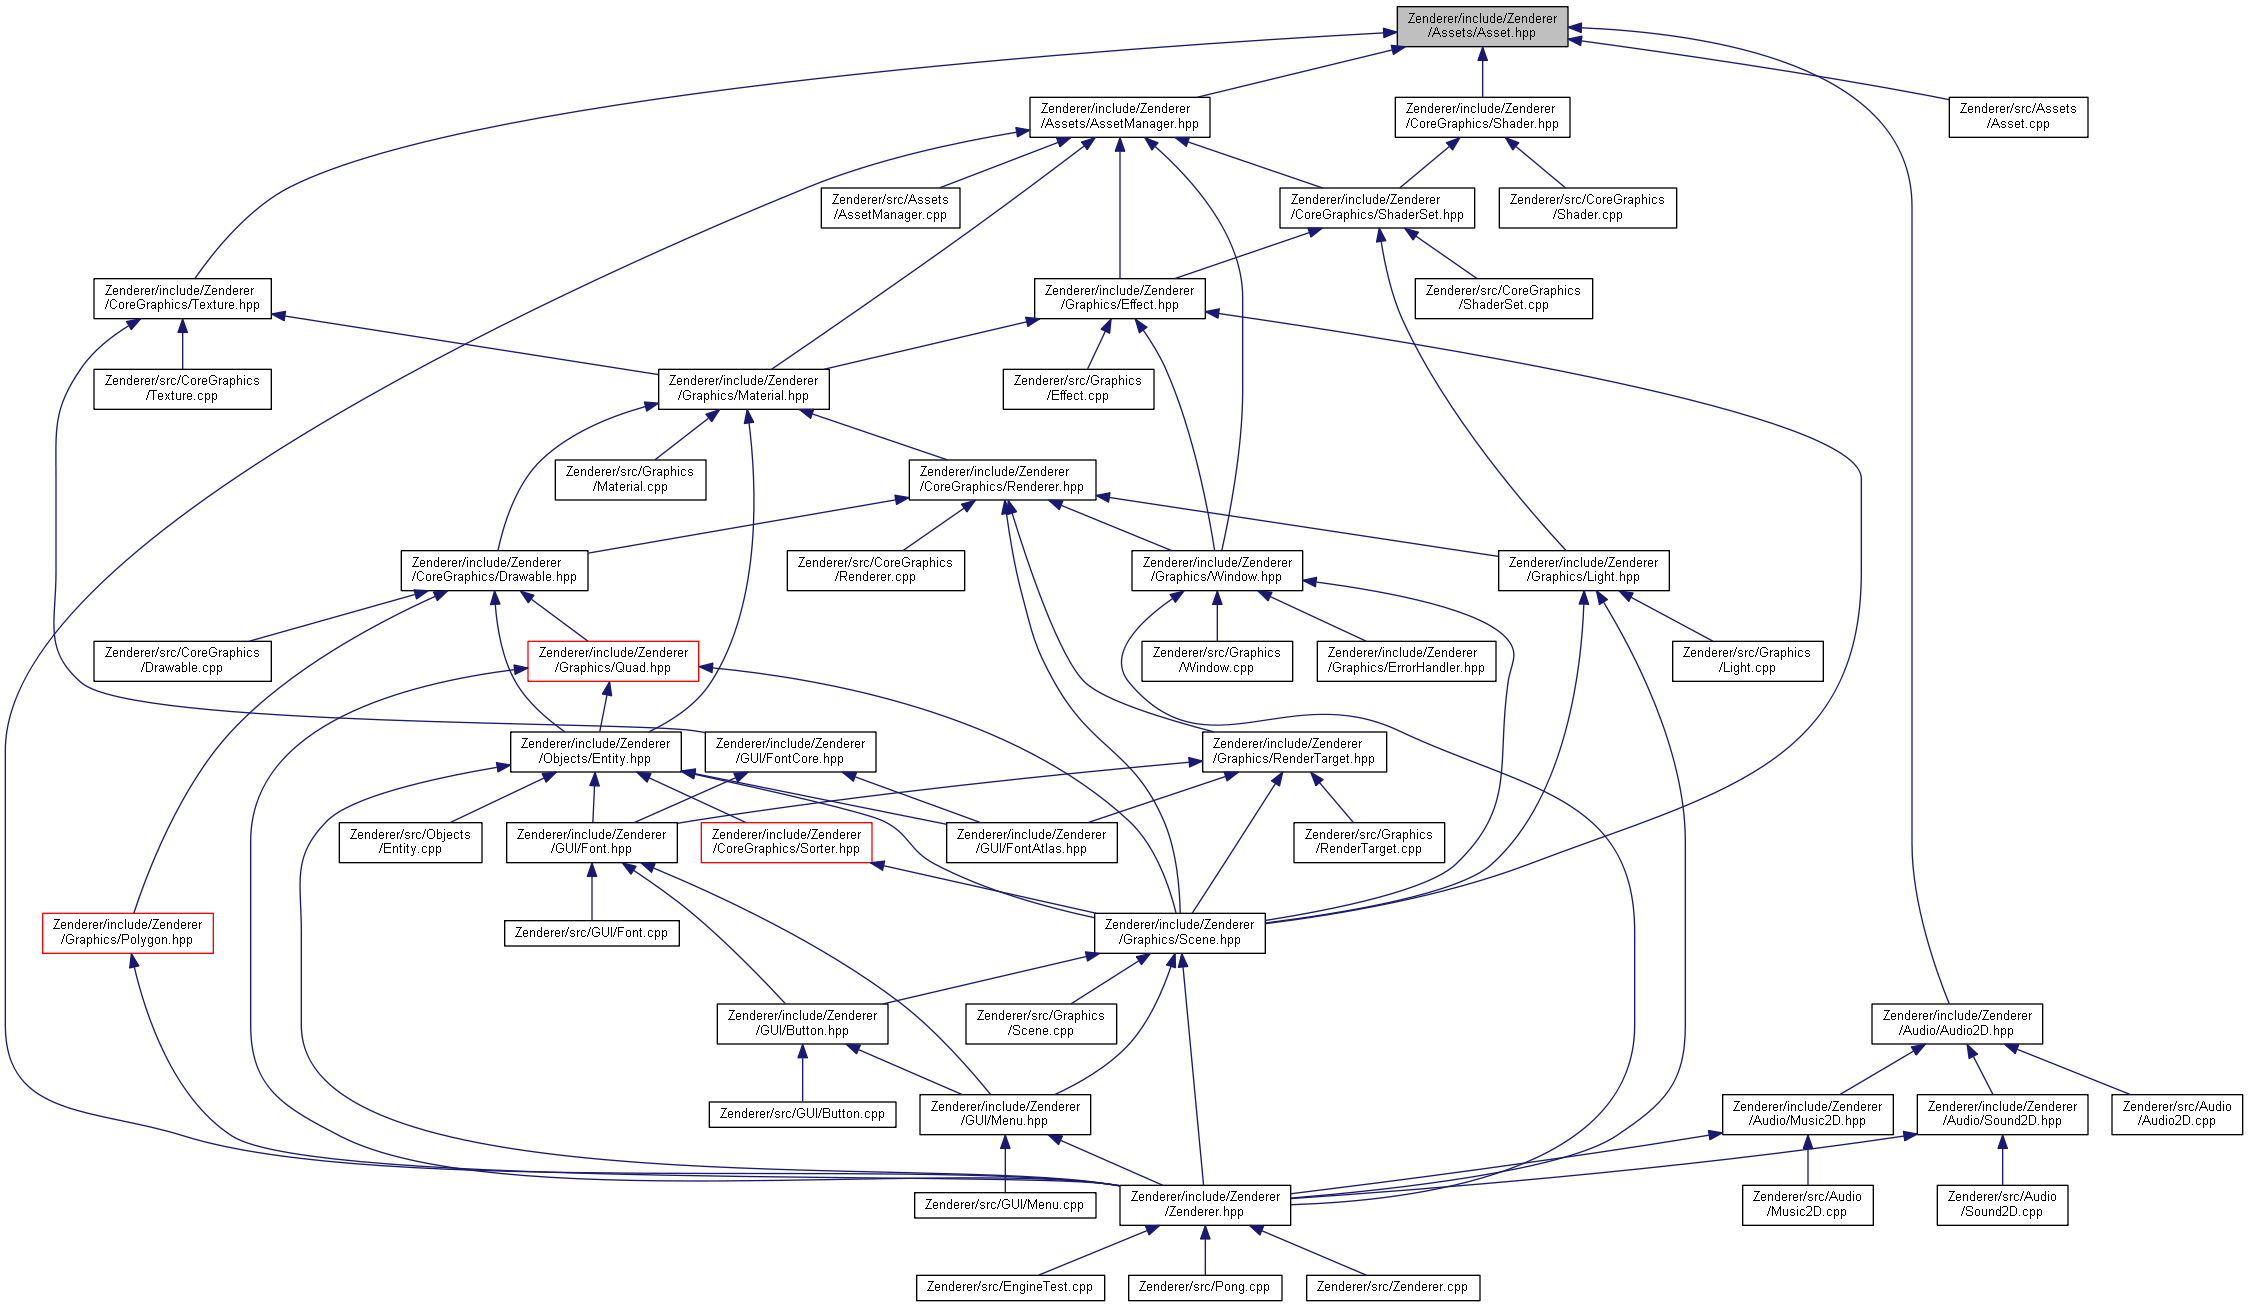 Zenderer/include/Zenderer
/Assets/Asset.hpp
Zenderer/include/Zenderer
/Assets/AssetManager.hpp
Zenderer/include/Zenderer
/CoreGraphics/Shader.hpp
Zenderer/src/Assets
/Asset.cpp
Zenderer/src/Assets
/AssetManager.cpp
Zenderer/include/Zenderer
/CoreGraphics/ShaderSet.hpp
Zenderer/src/CoreGraphics
/Shader.cpp
Zenderer/include/Zenderer
/CoreGraphics/Texture.hpp
Zenderer/include/Zenderer
/Graphics/Effect.hpp
Zenderer/src/CoreGraphics
/ShaderSet.cpp
Zenderer/src/CoreGraphics
/Texture.cpp
Zenderer/include/Zenderer
/Graphics/Material.hpp
Zenderer/src/Graphics
/Effect.cpp
Zenderer/src/Graphics
/Material.cpp
Zenderer/include/Zenderer
/CoreGraphics/Renderer.hpp
Zenderer/include/Zenderer
/CoreGraphics/Drawable.hpp
Zenderer/src/CoreGraphics
/Renderer.cpp
Zenderer/include/Zenderer
/Graphics/Window.hpp
Zenderer/include/Zenderer
/Graphics/Light.hpp
Zenderer/src/CoreGraphics
/Drawable.cpp
Zenderer/include/Zenderer
/Graphics/Quad.hpp
Zenderer/src/Graphics
/Window.cpp
Zenderer/include/Zenderer
/Graphics/ErrorHandler.hpp
Zenderer/src/Graphics
/Light.cpp
Zenderer/include/Zenderer
/Objects/Entity.hpp
Zenderer/include/Zenderer
/GUI/FontCore.hpp
Zenderer/include/Zenderer
/Graphics/RenderTarget.hpp
Zenderer/src/Objects
/Entity.cpp
Zenderer/include/Zenderer
/GUI/Font.hpp
Zenderer/include/Zenderer
/CoreGraphics/Sorter.hpp
Zenderer/include/Zenderer
/GUI/FontAtlas.hpp
Zenderer/src/Graphics
/RenderTarget.cpp
Zenderer/include/Zenderer
/Graphics/Polygon.hpp
Zenderer/src/GUI/Font.cpp
Zenderer/include/Zenderer
/Graphics/Scene.hpp
Zenderer/include/Zenderer
/GUI/Button.hpp
Zenderer/src/Graphics
/Scene.cpp
Zenderer/include/Zenderer
/Audio/Audio2D.hpp
Zenderer/src/GUI/Button.cpp
Zenderer/include/Zenderer
/GUI/Menu.hpp
Zenderer/include/Zenderer
/Audio/Music2D.hpp
Zenderer/include/Zenderer
/Audio/Sound2D.hpp
Zenderer/src/Audio
/Audio2D.cpp
Zenderer/src/GUI/Menu.cpp
Zenderer/include/Zenderer
/Zenderer.hpp
Zenderer/src/Audio
/Music2D.cpp
Zenderer/src/Audio
/Sound2D.cpp
Zenderer/src/EngineTest.cpp
Zenderer/src/Pong.cpp
Zenderer/src/Zenderer.cpp